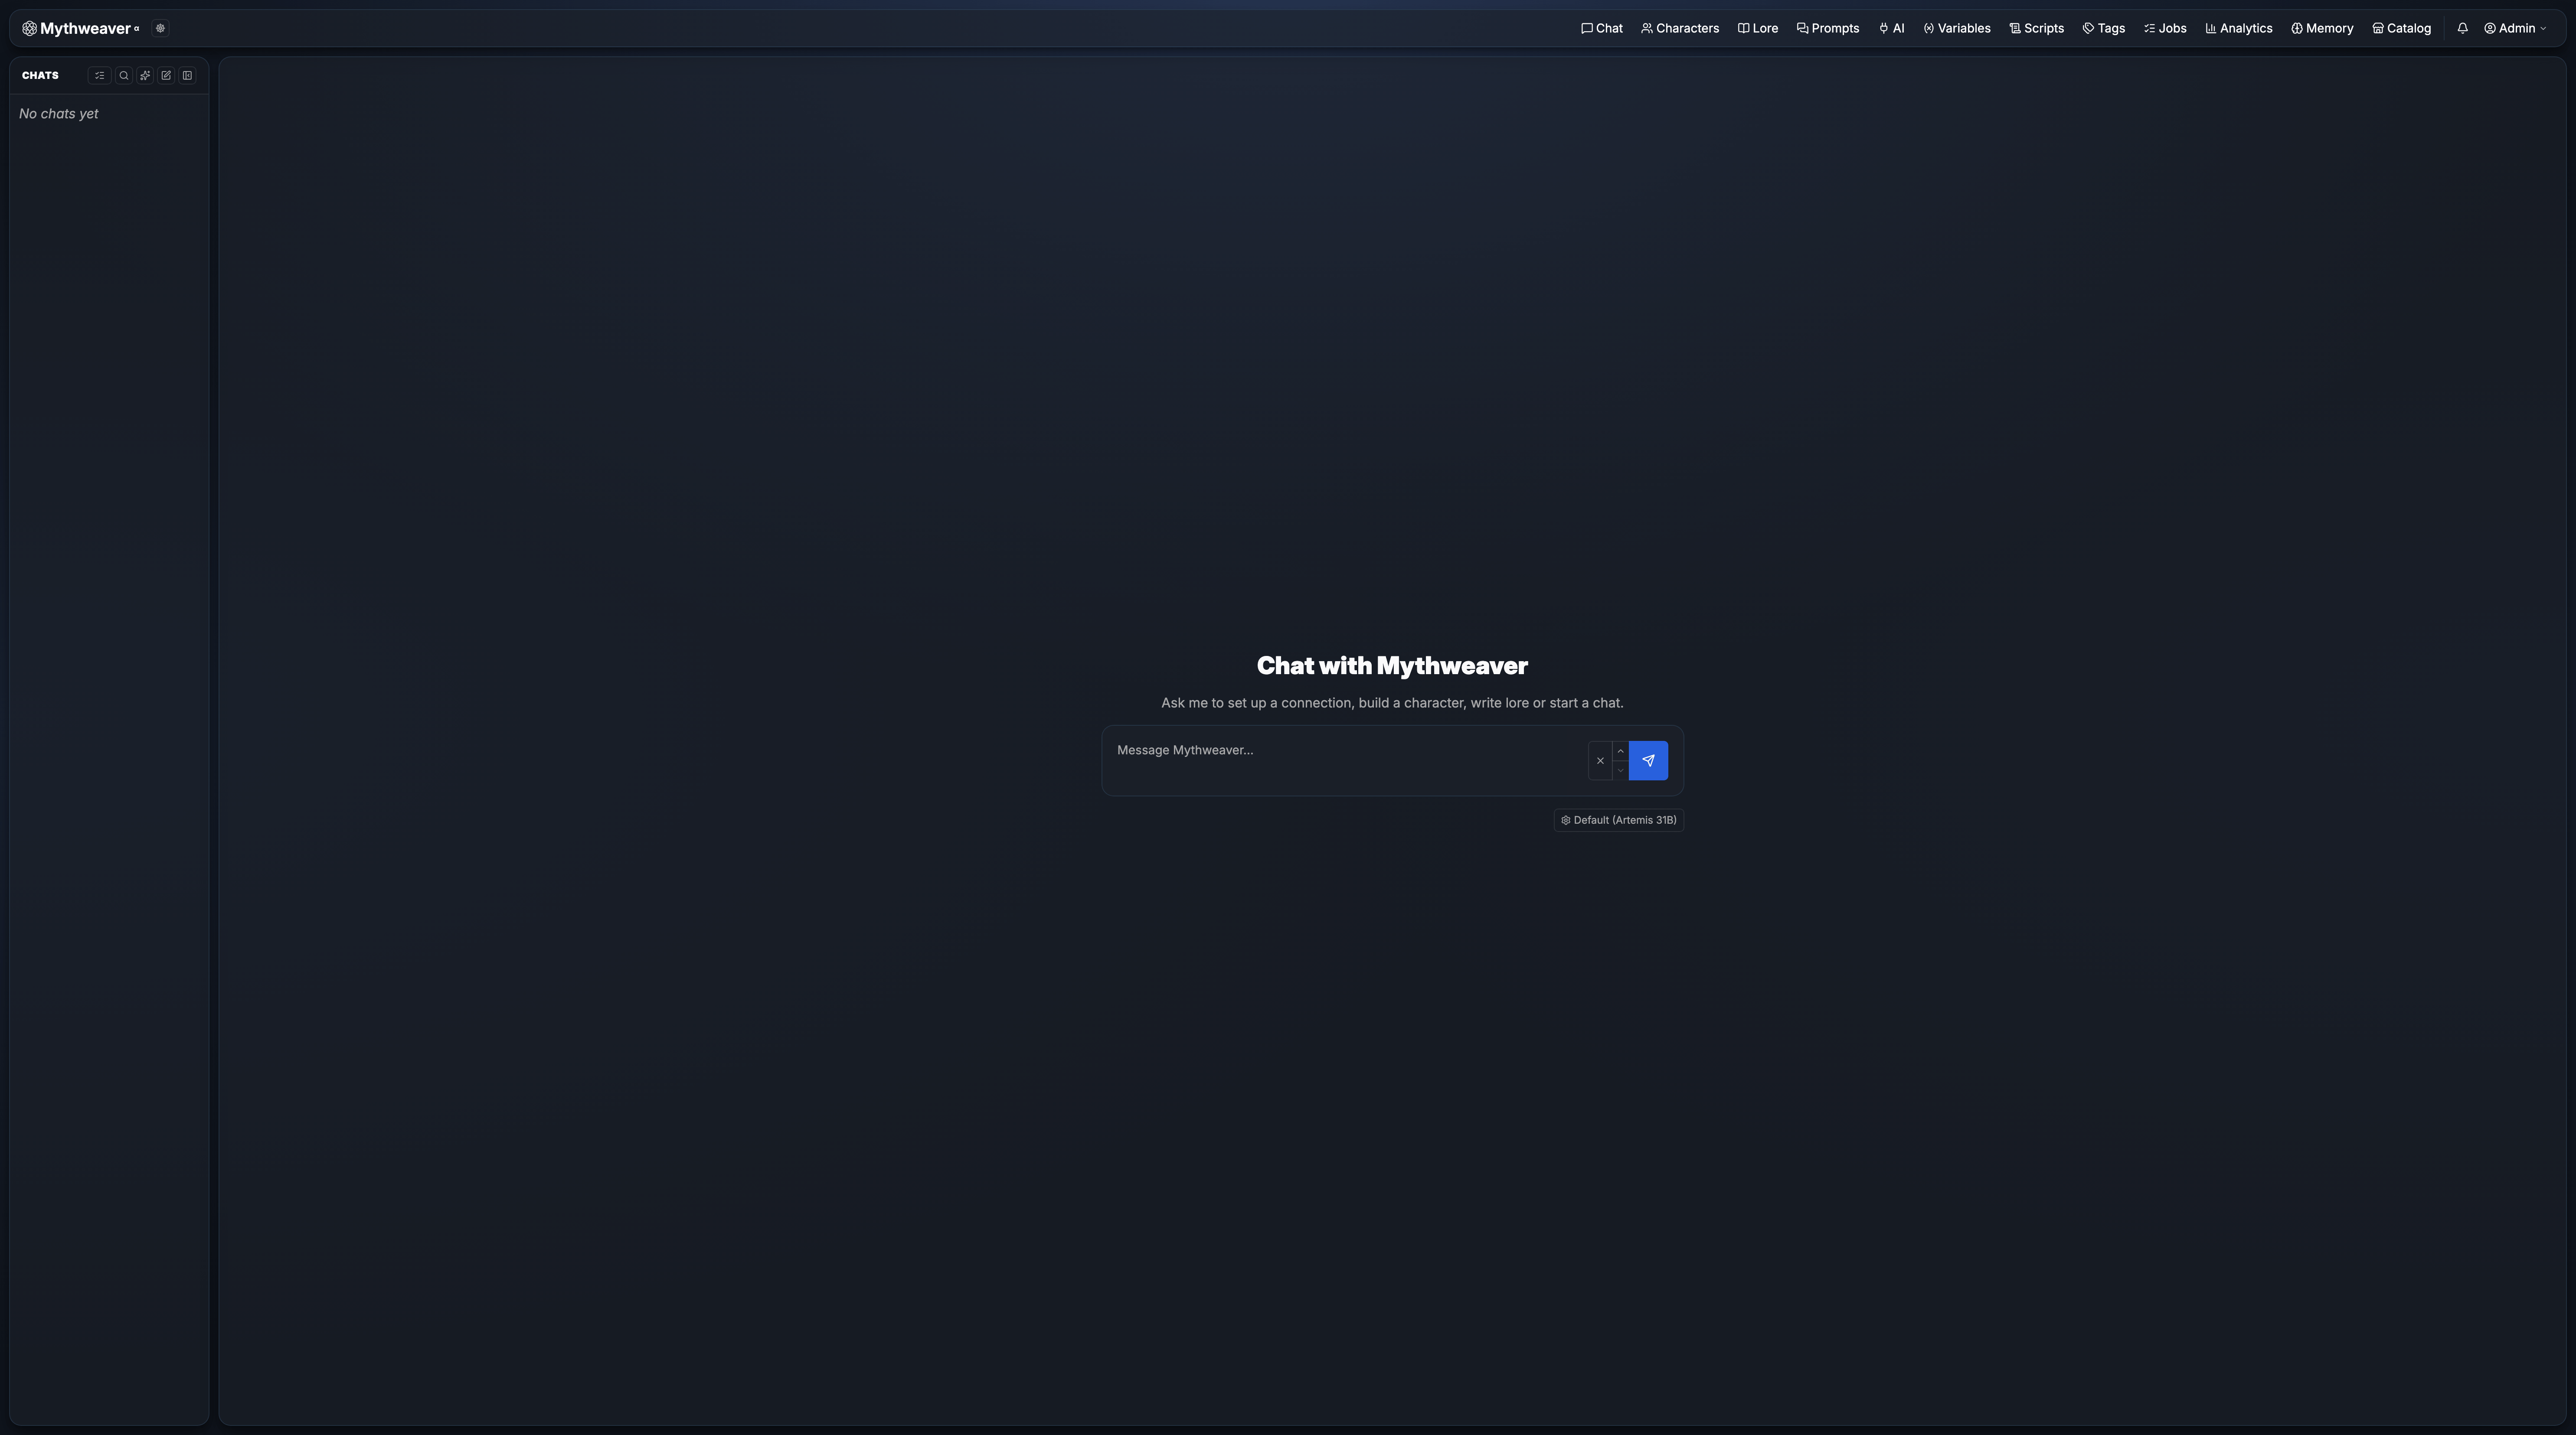 Mythweaver α
Chat Characters Lore Prompts AI Variables Scripts Tags Jobs Analytics Memory Catalog Admin
CHATS
No chats yet
Chat with Mythweaver
Ask me to set up a connection, build a character, write lore or start a chat.
Message Mythweaver...
Default (Artemis 31B)